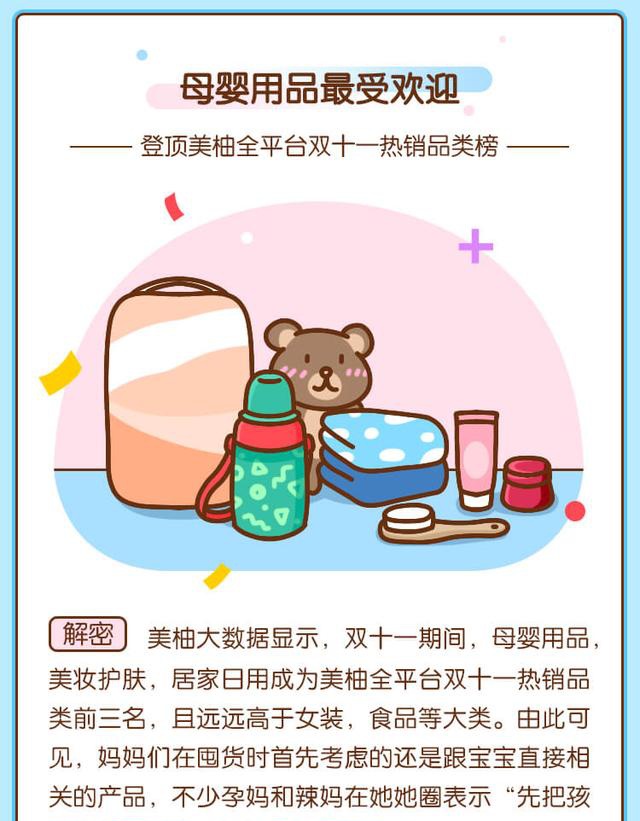 母婴用品最受欢迎
登顶美柚全平台双十一热销品类榜
解密 美柚大数据显示，双十一期间，母婴用品，
美妆护肤，居家日用成为美柚全平台双十一热销品
类前三名，且远远高于女装，食品等大类。由此可
见，妈妈们在囤货时首先考虑的还是跟宝宝直接相
关的产品，不少孕妈和辣妈在她她圈表示“先把孩